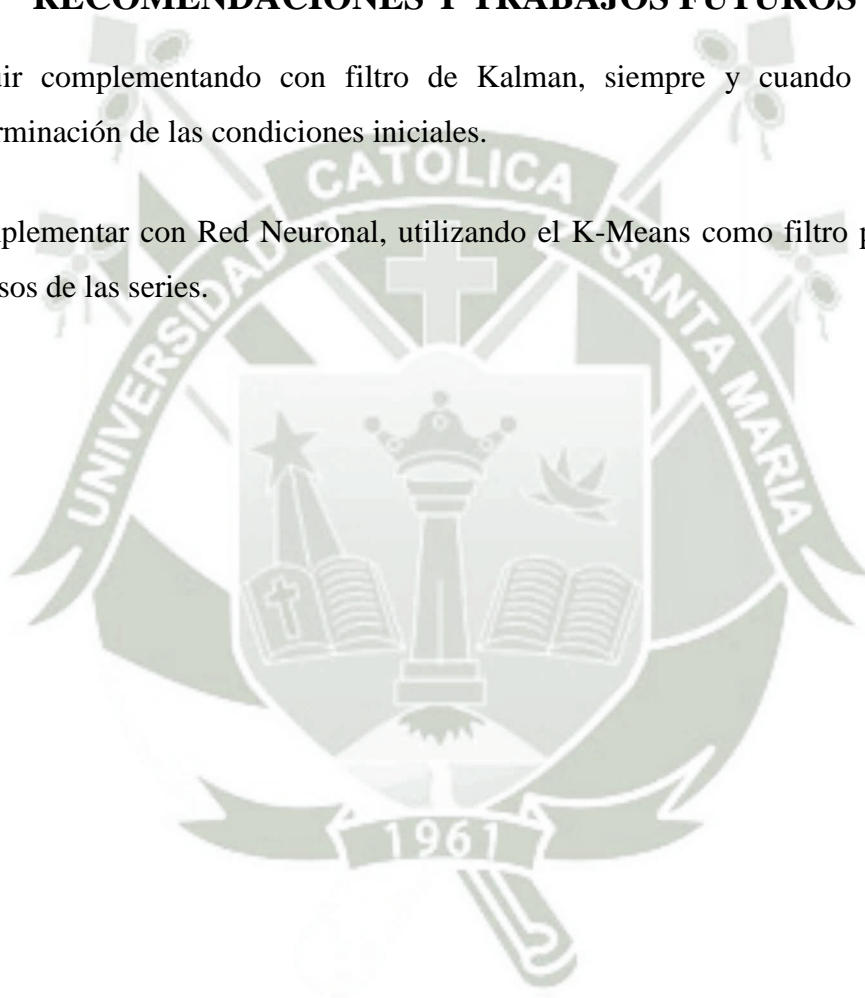 RECOMENDACIONES Y TRABAJOS FUTUROS
uir complementando con filtro de Kalman, siempre y cuando
rminación de las condiciones iniciales.
plementar con Red Neuronal, utilizando el K-Means como filtro p
sos de las series.
UNIVERSIDAD CATOLICA SANTA MARIA
1961